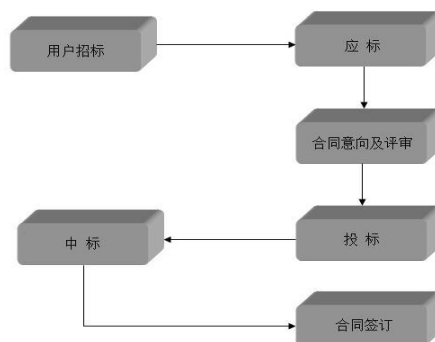 用户招标
应 标
合同意向及评审
投 标
中 标
合同签订